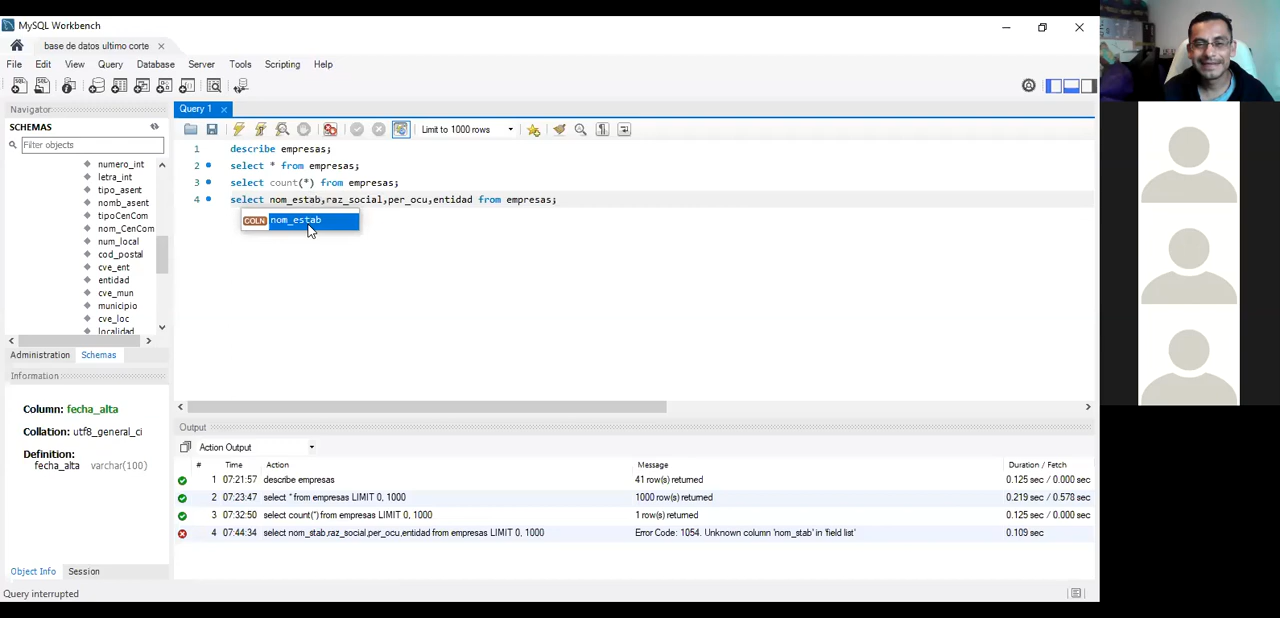 MySQL Workbench
base de datos ultimo corte
File Edit View Query Database Server Tools Scripting Help
Navigator
SCHEMAS
Filter objects
numero_int
letra_int
tipo_asent
nomb_asent
tipoCenCom
nom_CenCom
num_local
cod_postal
cve_ent
entidad
cve_mun
municipio
cve_loc
localidad
Administration Schemas
Information
Column: fecha_alta
Collation: utf8_general_ci
Definition:
fecha_alta varchar(100)
Object Info Session
Query interrupted
Query 1
Limit to 1000 rows
1 describe empresas;
2 select * from empresas;
3 select count(*) from empresas;
4 select nom_estab,raz_social,per_ocu,entidad from empresas;
COLN nom_estab
Output
Action Output
# Time Action Message Duration / Fetch
1 07:21:57 describe empresas 41 row(s) returned 0.125 sec / 0.000 sec
2 07:23:47 select * from empresas LIMIT 0, 1000 1000 row(s) returned 0.219 sec / 0.578 sec
3 07:32:50 select count(*) from empresas LIMIT 0, 1000 1 row(s) returned 0.125 sec / 0.000 sec
4 07:44:34 select nom_stab,raz_social,per_ocu,entidad from empresas LIMIT 0, 1000 Error Code: 1054. Unknown column 'nom_stab' in 'field list' 0.109 sec